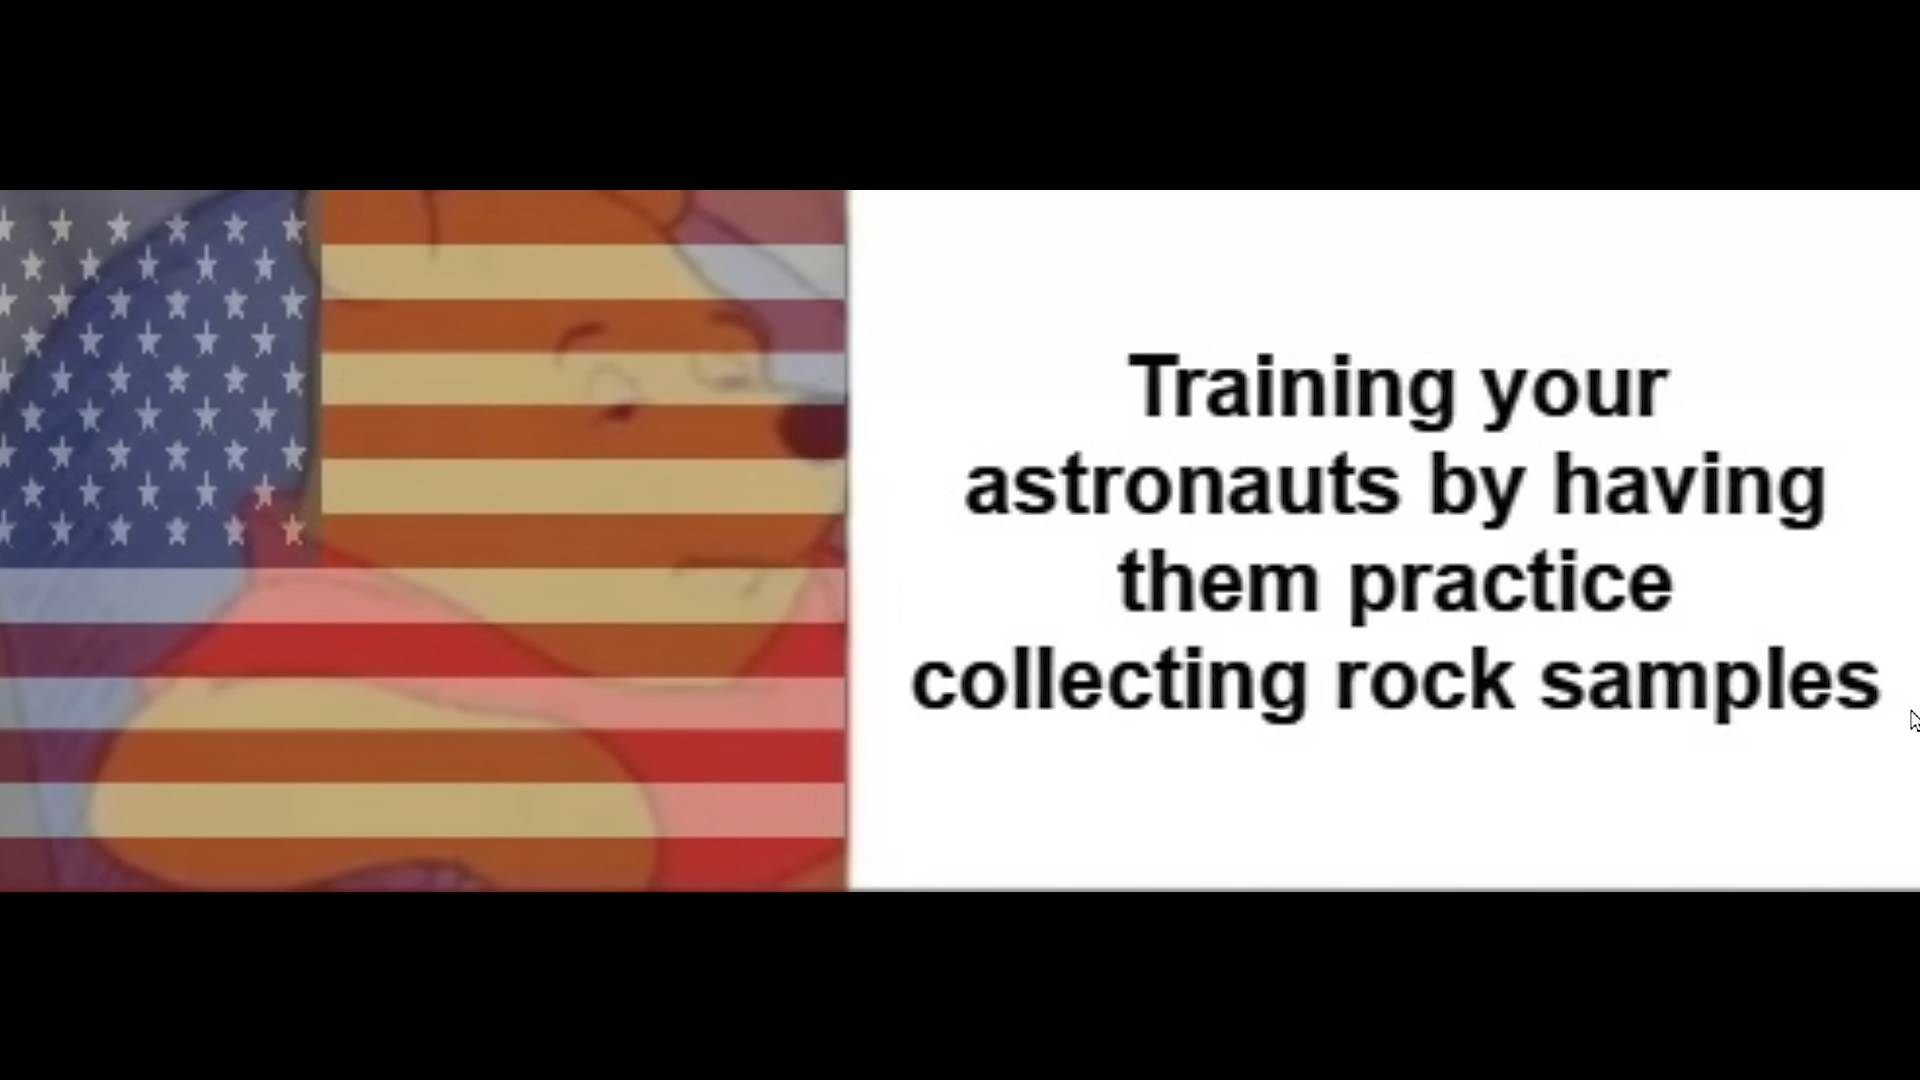 Training your
astronauts by having
them practice
collecting rock samples